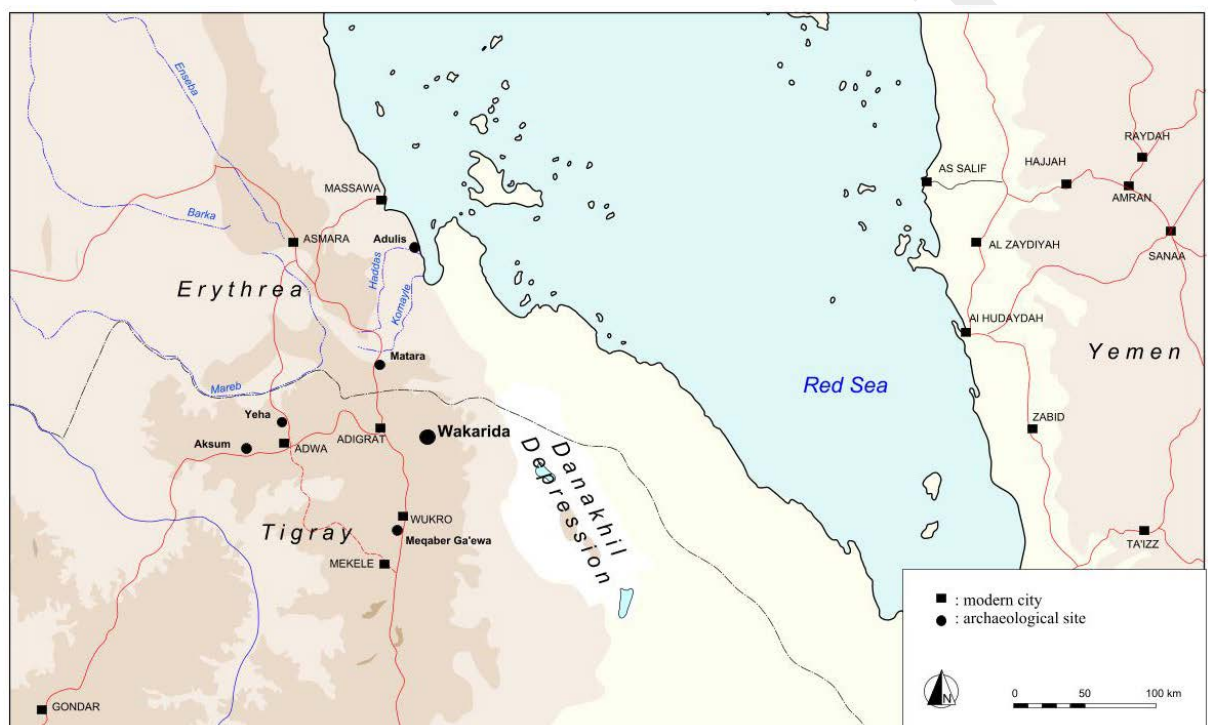 Enseba
RAYDAH
AS SALIF
HAJJAH
MASSAWA
AMRAN
Barka
ASMARA
Adulis
AL ZAYDIYAH
SANAA
Haddas
Erythrea
Komayle
Al HUDAYDAH
Matara
Yemen
Red Sea
Mareb
Yeha
ZABID
Wakarida
ADIGRAT
Aksum
ADWA
Danakhil
Depression
WUKRO
Tigray
Meqaber Ga'ewa
TA'IZZ
MEKELE
: modern city
: archaeological site
N
0 50 100 km
GONDAR